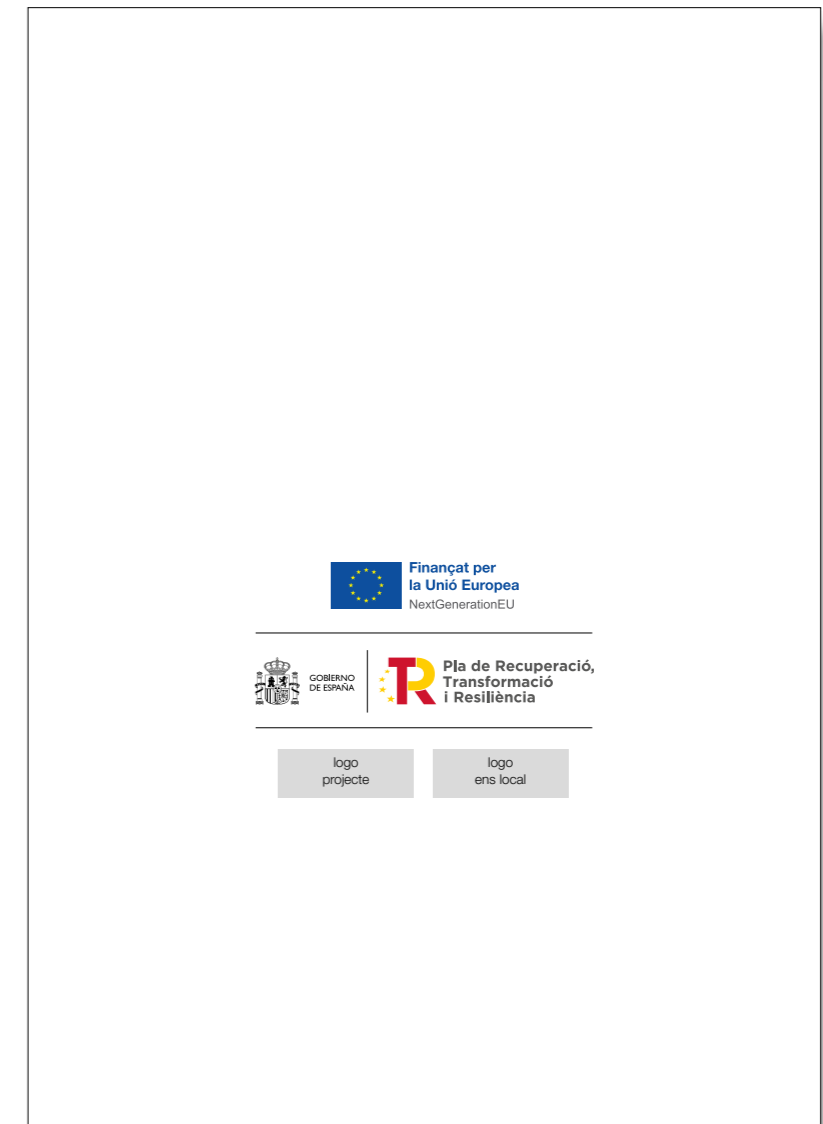 Finançat per
la Unió Europea
NextGenerationEU
GOBIERNO
DE ESPAÑA
Pla de Recuperació,
Transformació
i Resiliència
logo
projecte
logo
ens local